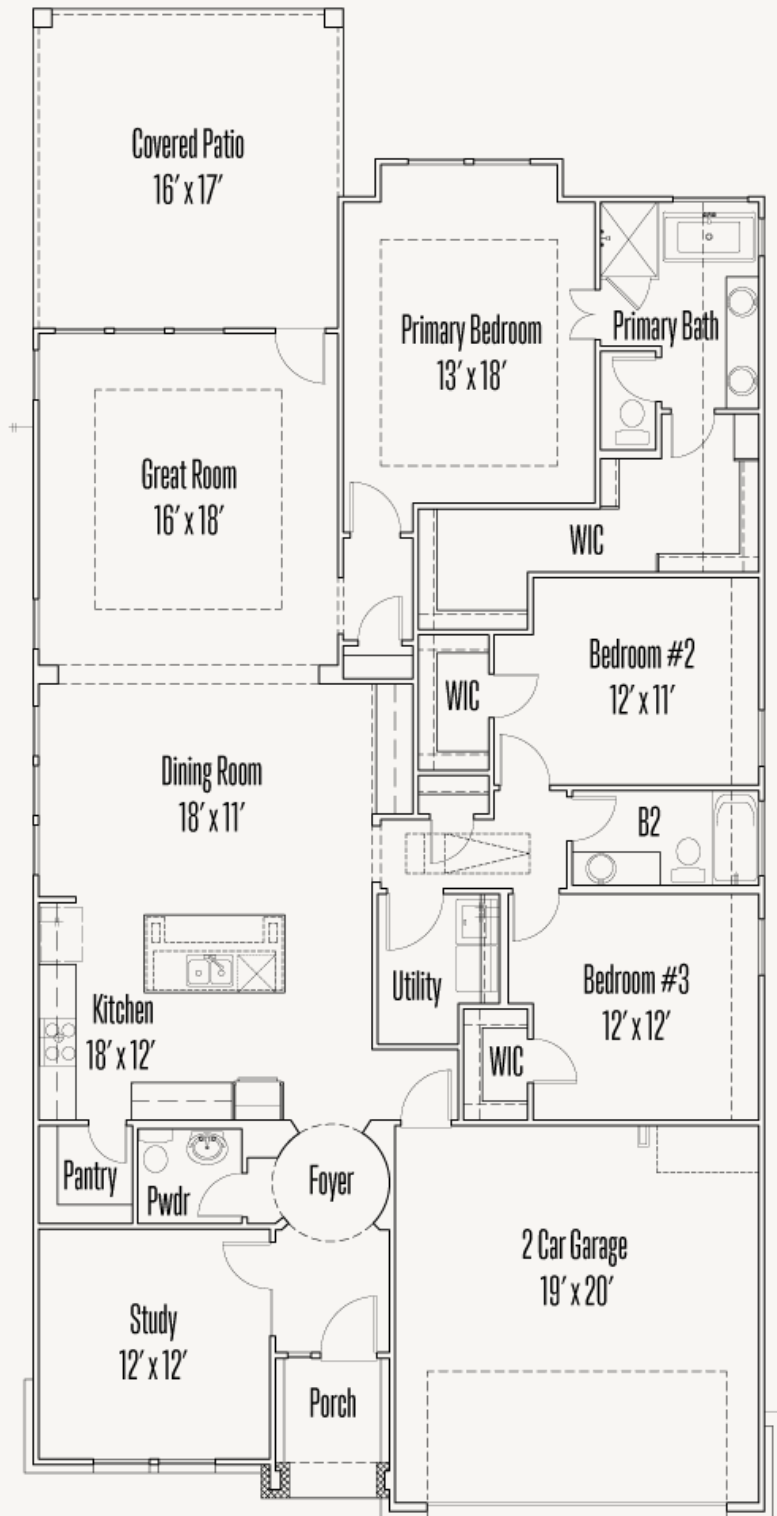 Covered Patio
16' x 17'
Primary Bedroom
13' x 18'
Primary Bath
Great Room
16' x 18'
WIC
Bedroom #2
12' x 11'
WIC
Dining Room
18' x 11'
B2
Utility
Bedroom #3
12' x 12'
Kitchen
18' x 12'
WIC
Pantry
Pwdr
Foyer
2 Car Garage
19' x 20'
Study
12' x 12'
Porch